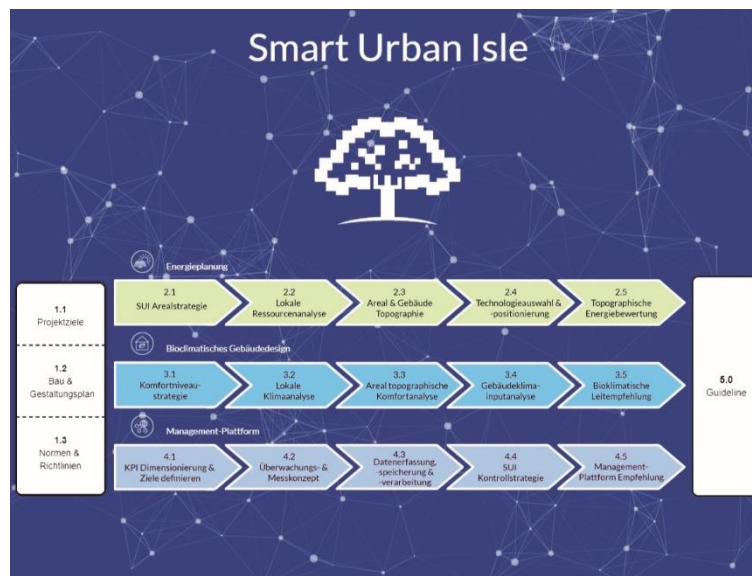 Smart Urban Isle
1.1
Projektziele
1.2
Bau &
Gestaltungsplan
1.3
Normen &
Richtlinien
Energieplanung
2.1
SUI Arealstrategie
2.2
Lokale
Ressourcenanalyse
2.3
Areal & Gebäude
Topographie
2.4
Technologieauswahl &
-positionierung
2.5
Topographische
Energiebewertung
Bioclimatisches Gebäudedesign
3.1
Komfortniveau-
strategie
3.2
Lokale
Klimaanalyse
3.3
Areal topographische
Komfortanalyse
3.4
Gebäudeklima-
inputanalyse
3.5
Bioklimatische
Leitempfehlung
Management-Plattform
4.1
KPI Dimensionierung &
Ziele definieren
4.2
Überwachungs- &
Messkonzept
4.3
Datenerfassung,
-speicherung &
-verarbeitung
4.4
SUI
Kontrollstrategie
4.5
Management-
Plattform Empfehlung
5.0
Guideline